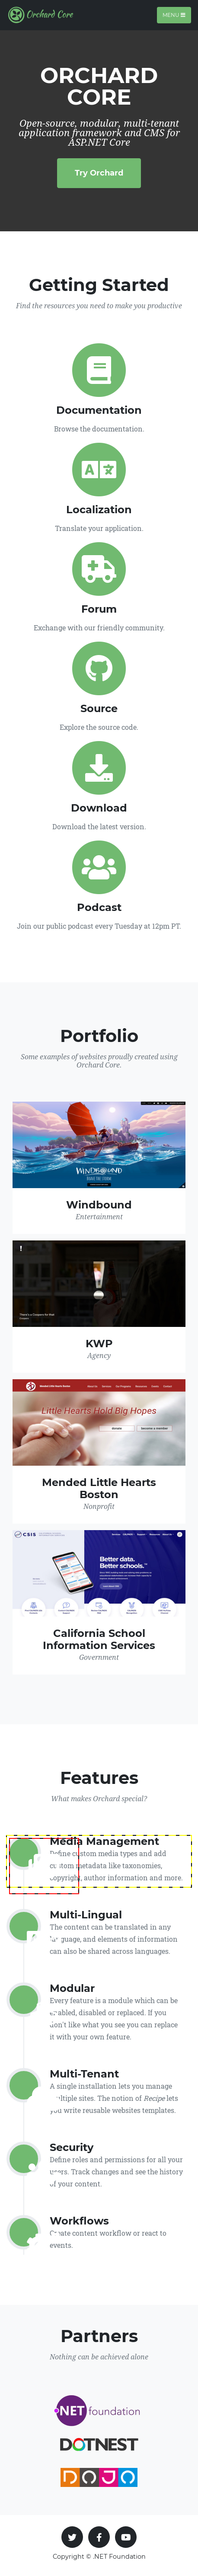 Orchard Core
MENU
ORCHARD
CORE
Open-source, modular, multi-tenant
application framework and CMS for
ASP.NET Core
Try Orchard
Getting Started
Find the resources you need to make you productive
Documentation
Browse the documentation.
Localization
Translate your application.
Forum
Exchange with our friendly community.
Source
Explore the source code.
Download
Download the latest version.
Podcast
Join our public podcast every Tuesday at 12pm PT.
Portfolio
Some examples of websites proudly created using
Orchard Core.
WINDBOUND
Windbound
Entertainment
KWP
Agency
Little Hearts Hold Big Hopes
Mended Little Hearts
Boston
Nonprofit
CSIS
Better data.
Better schools.™
California School
Information Services
Government
Features
What makes Orchard special?
Media Management
custom media types and add
metadata like taxonomies,
copyright, author information and more.
Multi-Lingual
The content can be translated in any
and elements of information
can also be shared across languages.
Modular
Every feature is a module which can be
enabled, disabled or replaced. If you
don't like what you see you can replace
it with your own feature.
Multi-Tenant
A single installation lets you manage
sites. The notion of Recipe lets
you write reusable websites templates.
Security
Define roles and permissions for all your
users. Track changes and see the history
of your content.
Workflows
content workflow or react to
events.
Partners
Nothing can be achieved alone
.NET foundation
DOTNEST
DOJO
Copyright © .NET Foundation